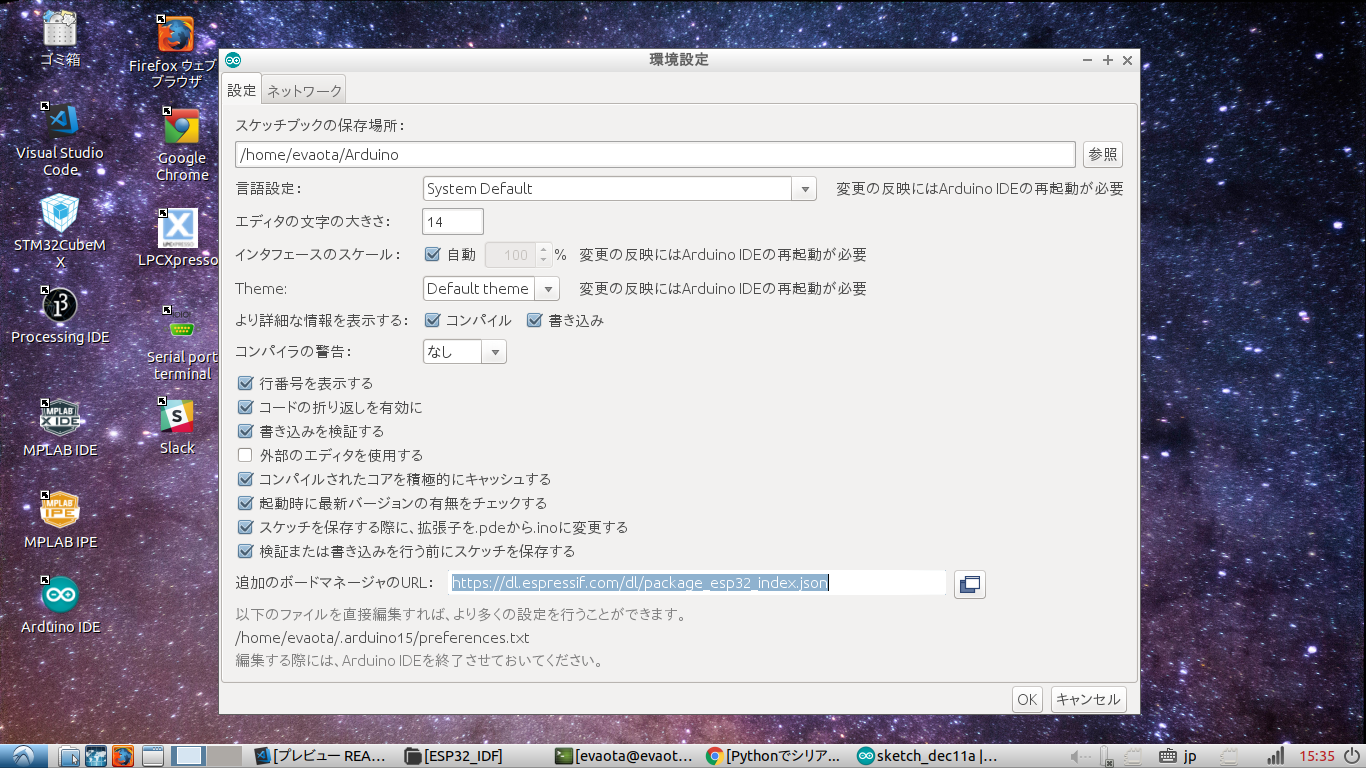 ゴミ箱
Firefox ウェブ
ブラウザ
Visual Studio
Code
Google
Chrome
STM32CubeM
X
LPCXpresso
Processing IDE
Serial port
terminal
MPLAB
X IDE
MPLAB IDE
Slack
MPLAB
IPE
MPLAB IPE
Arduino IDE
環境設定
設定
ネットワーク
スケッチブックの保存場所：
/home/evaota/Arduino
参照
言語設定：
System Default
変更の反映にはArduino IDEの再起動が必要
エディタの文字の大きさ：
14
インタフェースのスケール：
自動
100
%
変更の反映にはArduino IDEの再起動が必要
Theme:
Default theme
変更の反映にはArduino IDEの再起動が必要
より詳細な情報を表示する：
コンパイル
書き込み
コンパイラの警告：
なし
行番号を表示する
コードの折り返しを有効に
書き込みを検証する
外部のエディタを使用する
コンパイルされたコアを積極的にキャッシュする
起動時に最新バージョンの有無をチェックする
スケッチを保存する際に、拡張子を.pdeから.inoに変更する
検証または書き込みを行う前にスケッチを保存する
追加のボードマネージャのURL：
https://dl.espressif.com/dl/package_esp32_index.json
以下のファイルを直接編集すれば、より多くの設定を行うことができます。
/home/evaota/.arduino15/preferences.txt
編集する際には、Arduino IDEを終了させておいてください。
OK
キャンセル
[プレビュー REA...
[ESP32_IDF]
[evaota@evaot...
[Pythonでシリア...
sketch_dec11a |...
jp
15:35